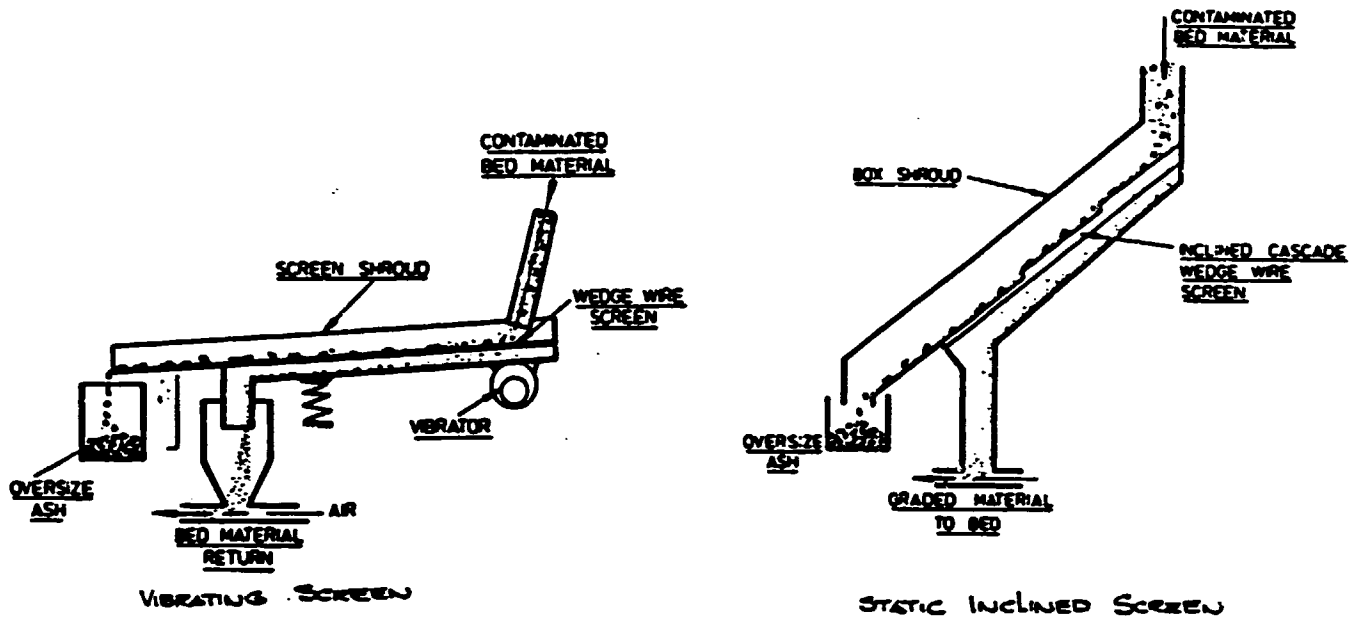 CONTAMINATED
BED MATERIAL
SCREEN SHROUD
WEDGE WIRE
SCREEN
VIBRATOR
OVERSIZE
ASH
AIR
BED MATERIAL
RETURN
VIBRATING SCREEN
CONTAMINATED
BED MATERIAL
BOX SHROUD
INCLINED CASCADE
WEDGE WIRE
SCREEN
OVERSIZE
ASH
GRADED MATERIAL
TO BED
STATIC INCLINED SCREEN